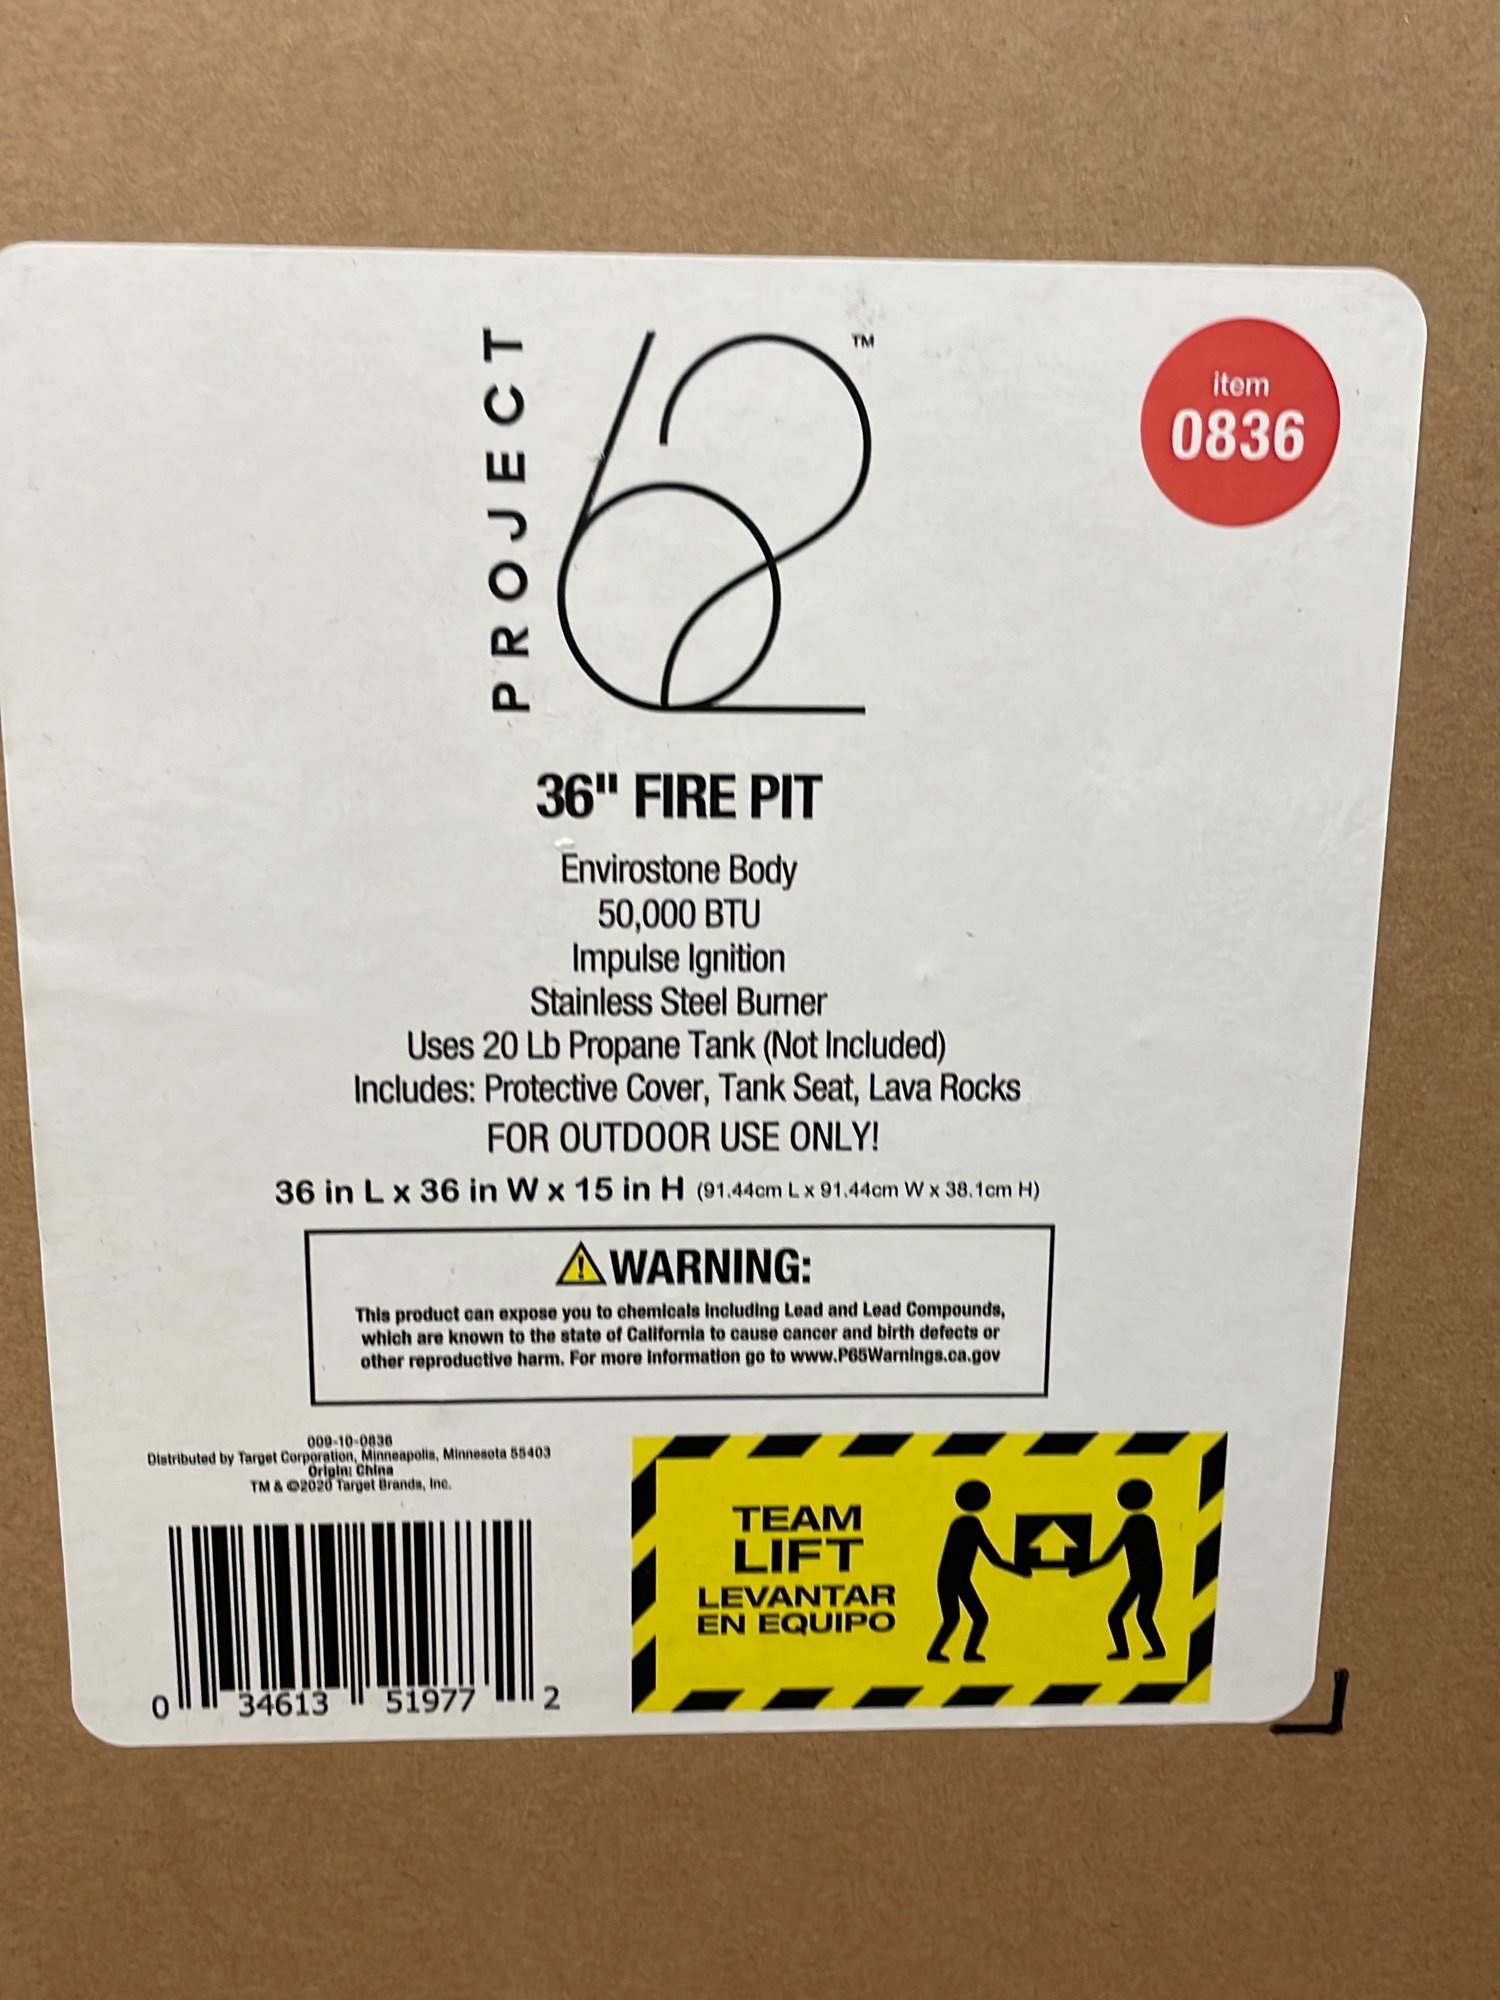 PROJECT
62
TM
item
0836
36" FIRE PIT
Envirostone Body
50,000 BTU
Impulse Ignition
Stainless Steel Burner
Uses 20 Lb Propane Tank (Not Included)
Includes: Protective Cover, Tank Seat, Lava Rocks
FOR OUTDOOR USE ONLY!
36 in L x 36 in W x 15 in H (91.44cm L x 91.44cm W x 38.1cm H)
WARNING:
This product can expose you to chemicals including Lead and Lead Compounds,
which are known to the state of California to cause cancer and birth defects or
other reproductive harm. For more information go to www.P65Warnings.ca.gov
009-10-0836
Distributed by Target Corporation, Minneapolis, Minnesota 55403
Origin: China
TM & ©2020 Target Brands, Inc.
0 34613 51977 2
TEAM
LIFT
LEVANTAR
EN EQUIPO